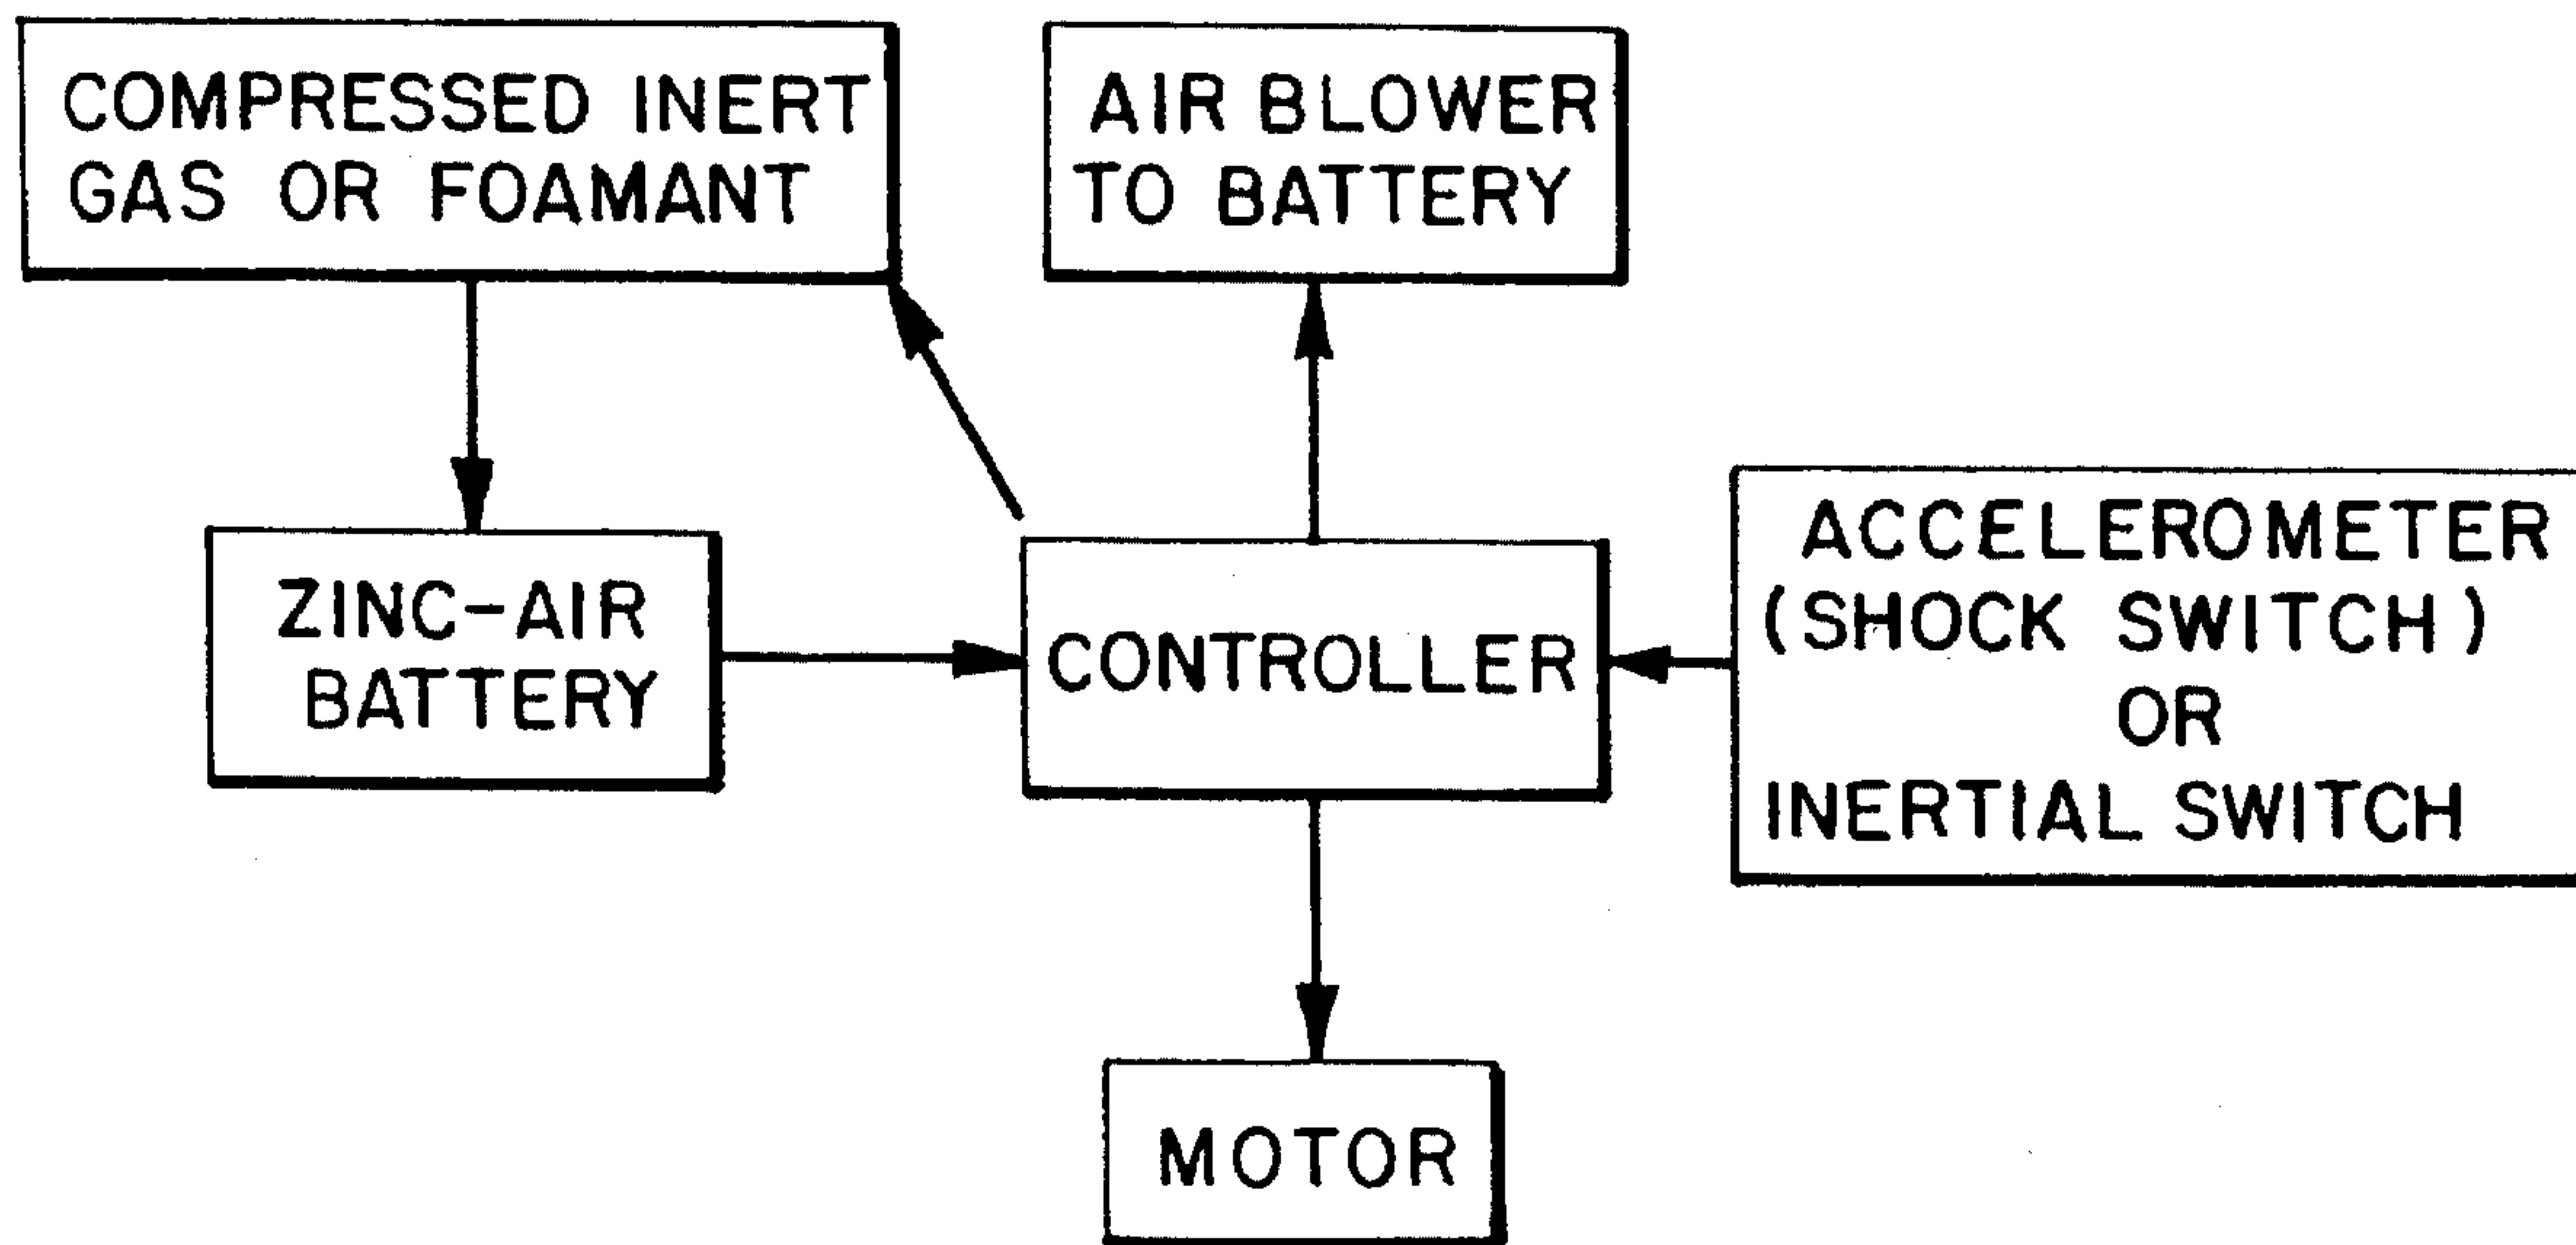 COMPRESSED INERT
GAS OR FOAMANT
AIR BLOWER
TO BATTERY
ZINC-AIR
BATTERY
CONTROLLER
ACCELEROMETER
(SHOCK SWITCH)
OR
INERTIAL SWITCH
MOTOR